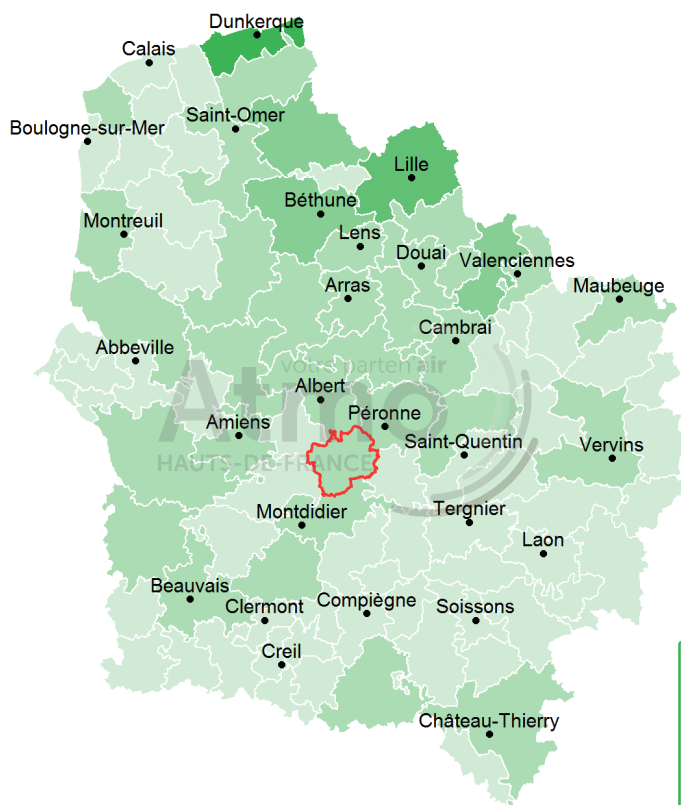 Dunkerque
Calais
Saint-Omer
Boulogne-sur-Mer
Lille
Béthune
Montreuil
Lens
Douai
Valenciennes
Arras
Maubeuge
Cambrai
Abbeville
votre partenair
Albert
Atmo
Péronne
Amiens
Saint-Quentin
Vervins
HAUTS-DE-FRANCE
Montdidier
Tergnier
Laon
Beauvais
Clermont
Compiègne
Soissons
Creil
Château-Thierry